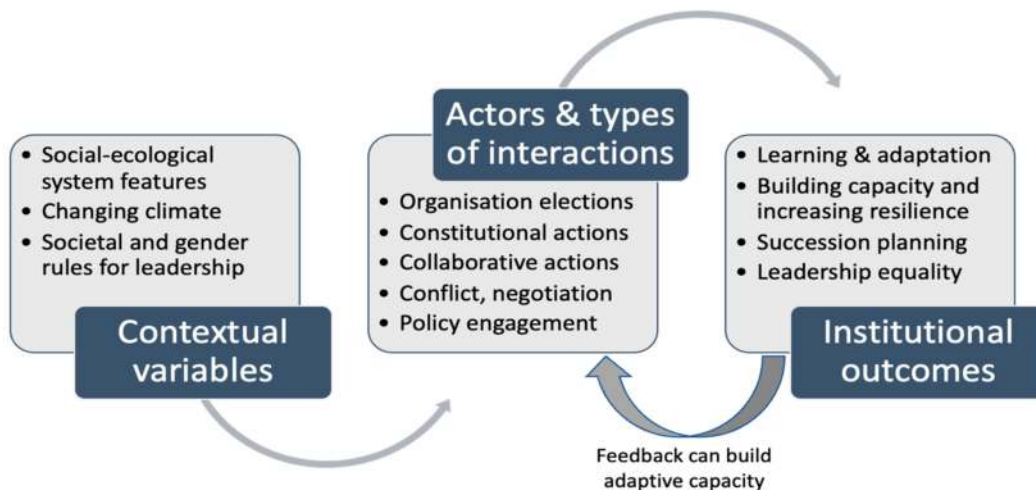 • Social-ecological
system features
• Changing climate
• Societal and gender
rules for leadership
Contextual
variables
Actors & types
of interactions
• Organisation elections
• Constitutional actions
• Collaborative actions
• Conflict, negotiation
• Policy engagement
• Learning & adaptation
• Building capacity and
increasing resilience
• Succession planning
• Leadership equality
Institutional
outcomes
Feedback can build
adaptive capacity